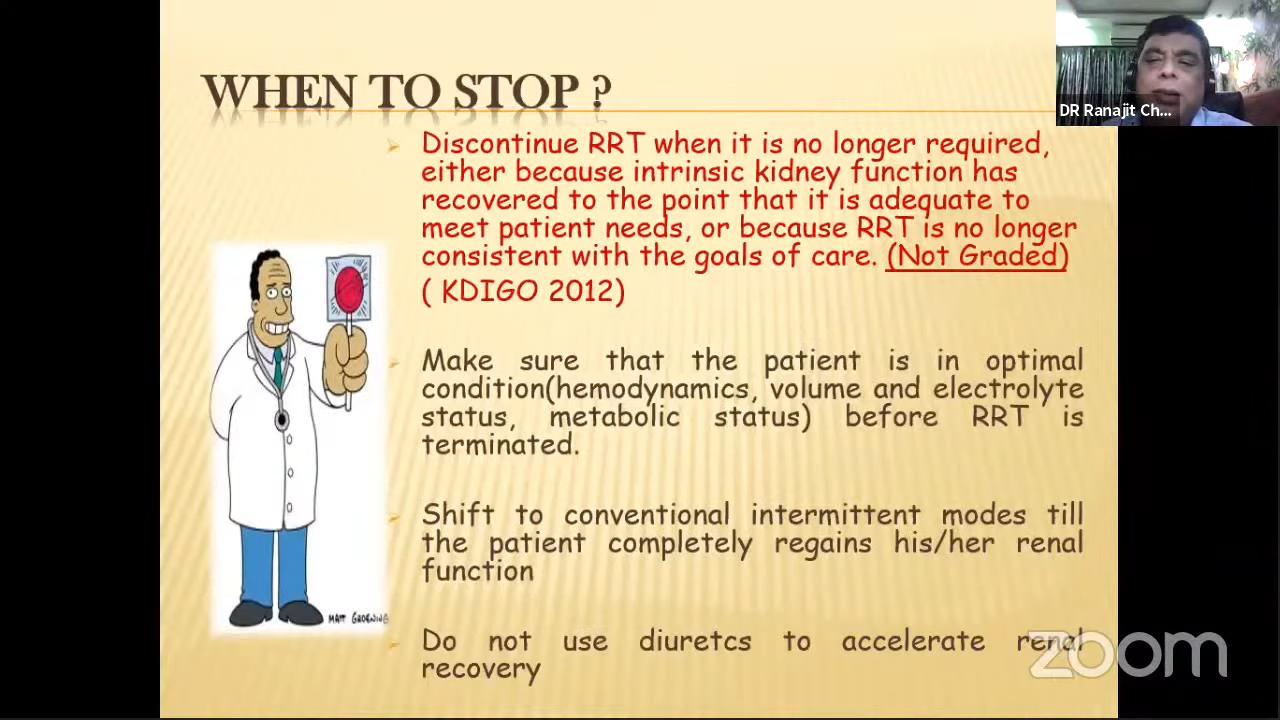 DR Ranajit Ch...
WHEN TO STOP ?
Discontinue RRT when it is no longer required,
either because intrinsic kidney function has
recovered to the point that it is adequate to
meet patient needs, or because RRT is no longer
consistent with the goals of care. (Not Graded)
( KDIGO 2012)
Make sure that the patient is in optimal
condition(hemodynamics, volume and electrolyte
status, metabolic status) before RRT is
terminated.
Shift to conventional intermittent modes till
the patient completely regains his/her renal
function
Do not use diuretcs to accelerate renal
recovery
MATT GROENING
zoom